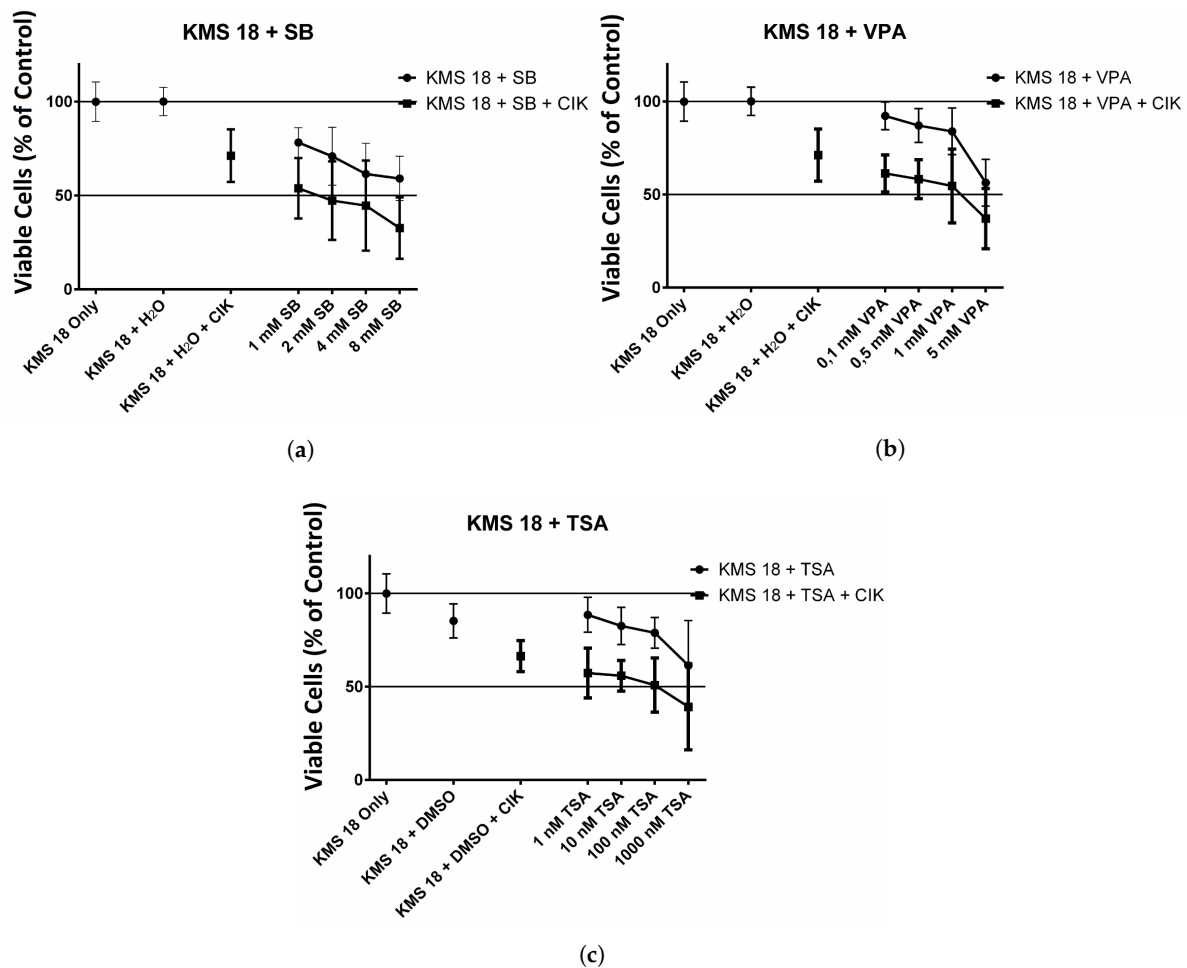 KMS 18 + SB
Viable Cells (% of Control)
100
50
0
KMS 18 + SB
KMS 18 + SB + CIK
KMS 18 Only
KMS 18 + H₂O
KMS 18 + H₂O + CIK
1 mM SB
2 mM SB
4 mM SB
8 mM SB
(a)
KMS 18 + VPA
Viable Cells (% of Control)
100
50
0
KMS 18 + VPA
KMS 18 + VPA + CIK
KMS 18 Only
KMS 18 + H₂O
KMS 18 + H₂O + CIK
0,1 mM VPA
0,5 mM VPA
1 mM VPA
5 mM VPA
(b)
KMS 18 + TSA
Viable Cells (% of Control)
100
50
0
KMS 18 + TSA
KMS 18 + TSA + CIK
KMS 18 Only
KMS 18 + DMSO
KMS 18 + DMSO + CIK
1 nM TSA
10 nM TSA
100 nM TSA
1000 nM TSA
(c)